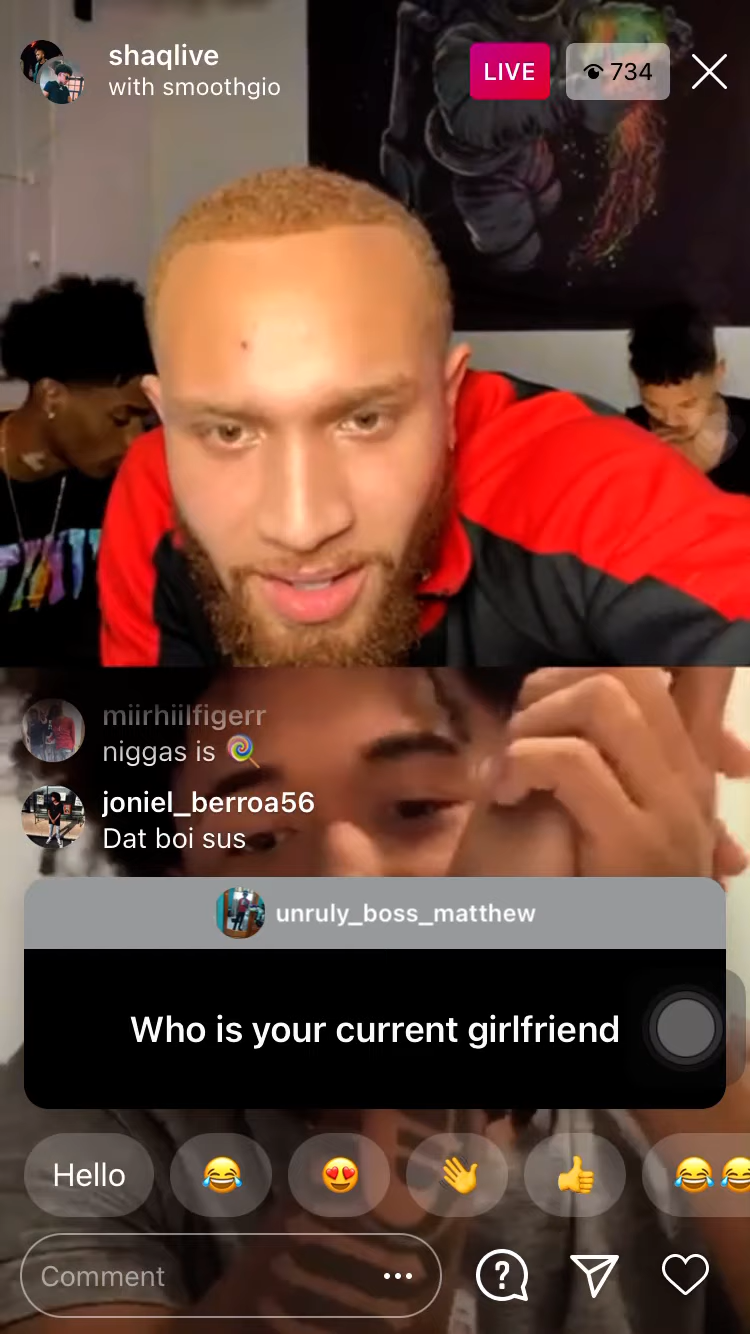 shaqlive
with smoothgio
LIVE
734
miirhiilfigerr
niggas is 🍭
joniel_berroa56
Dat boi sus
unruly_boss_matthew
Who is your current girlfriend
Hello
Comment